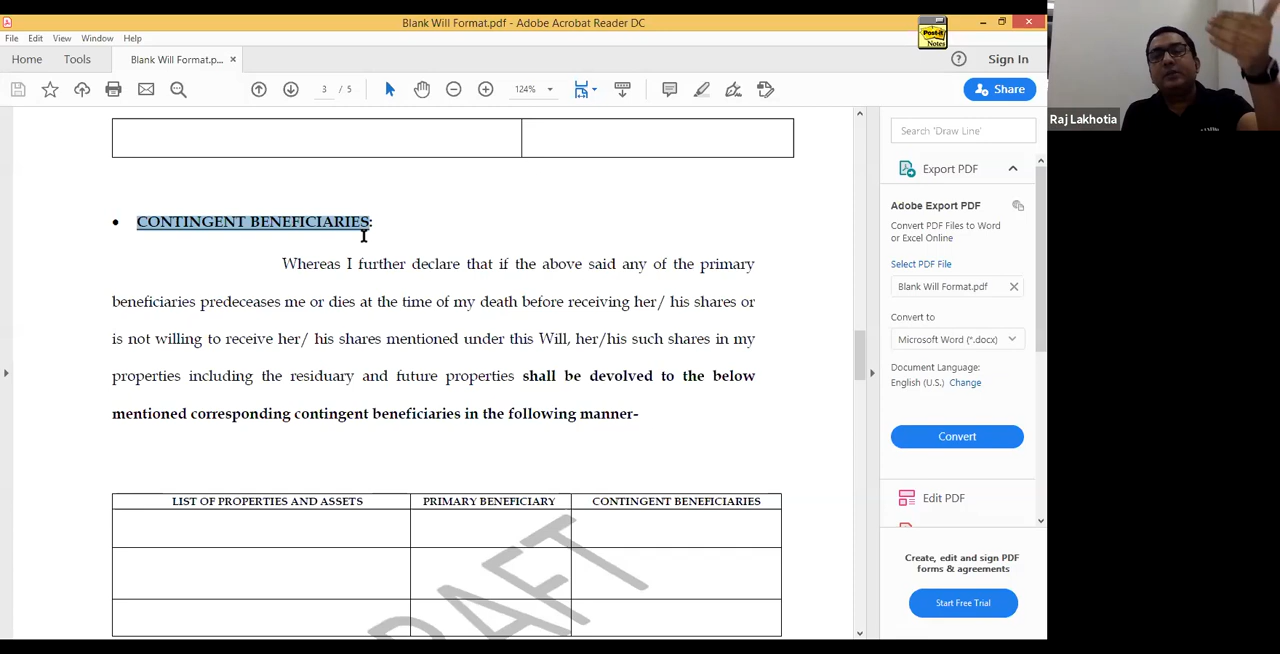 Blank Will Format.pdf - Adobe Acrobat Reader DC
Post-it
Notes
File Edit View Window Help
Home Tools Blank Will Format.p... × Sign In
3 / 5 124% Share
Raj Lakhotia
Search 'Draw Line'
Export PDF
Adobe Export PDF
Convert PDF Files to Word
or Excel Online
Select PDF File
Blank Will Format.pdf
Convert to
Microsoft Word (*.docx)
Document Language:
English (U.S.) Change
Convert
Edit PDF
Create, edit and sign PDF
forms & agreements
Start Free Trial
• CONTINGENT BENEFICIARIES:
Whereas I further declare that if the above said any of the primary
beneficiaries predeceases me or dies at the time of my death before receiving her/ his shares or
is not willing to receive her/ his shares mentioned under this Will, her/his such shares in my
properties including the residuary and future properties shall be devolved to the below
mentioned corresponding contingent beneficiaries in the following manner-
LIST OF PROPERTIES AND ASSETS PRIMARY BENEFICIARY CONTINGENT BENEFICIARIES
DRAFT